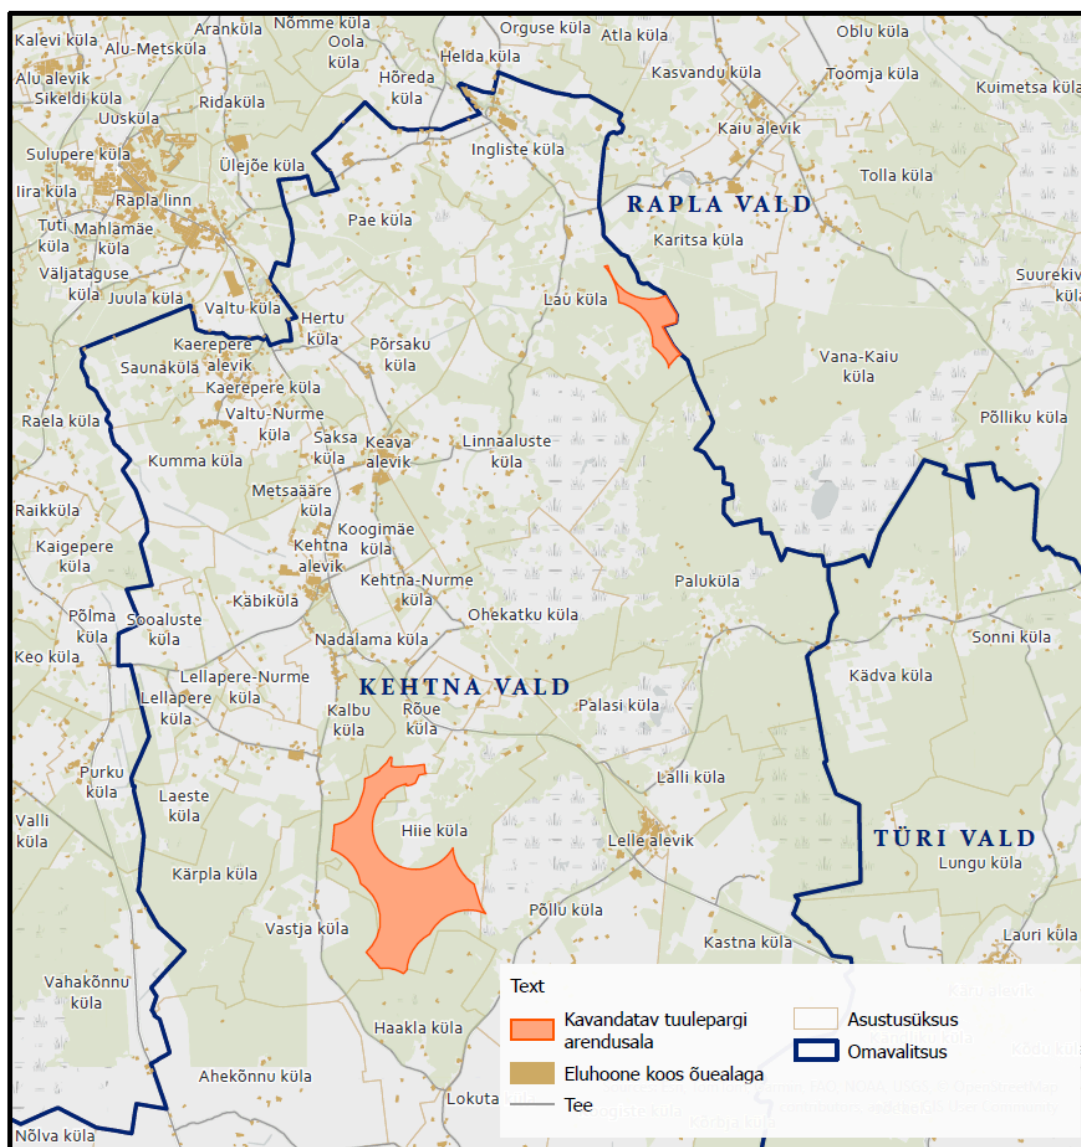 Nõmme küla
Orguse küla
Aranküla
Atla küla
Oblu küla
Kalevi küla
Alu-Metsküla
Oola
küla
Helda küla
Kasvandu küla
Toomja küla
Alu alevik
Hõreda
küla
Kuimetsa küla
Sikeldi küla
Ridaküla
Uusküla
Kaiu alevik
Sulupere küla
Ülejõe küla
Ingliste küla
Tolla küla
Iira küla
Rapla linn
RAPLA VALD
Tuti
küla
Mahlamäe
küla
Pae küla
Karitsa küla
Väljataguse
küla
Juula küla
Valtu küla
Lau küla
Suurekiv
küla
Hertu
küla
Kaerepere
alevik
Põrsaku
küla
Saunaküla
Vana-Kaiu
küla
Kaerepere küla
Raela küla
Valtu-Nurme
küla
Põlliku küla
Saksa
küla
Keava
alevik
Linnaaluste
küla
Kumma küla
Metsaääre
küla
Raikküla
Koogimäe
küla
Kaigepere
küla
Kehtna
alevik
Kehtna-Nurme
küla
Paluküla
Käbiküla
Põlma
küla
Sooaluste
küla
Ohekatku küla
Nadalama küla
Sonni küla
Keo küla
Lellapere-Nurme
küla
KEHTNA VALD
Kädva küla
Lellapere
küla
Kalbu
küla
Rõue
küla
Palasi küla
Purku
küla
Lalli küla
Laeste
küla
Valli
küla
Hiie küla
Lelle alevik
TÜRI VALD
Lungu küla
Kärpla küla
Põllu küla
Vastja küla
Kastna küla
Lauri küla
Vahakõnnu
küla
Käru alevik
Haakla küla
Ahekõnnu küla
Lokuta küla
Kõdu küla
Nõlva küla
Text
Kavandatav tuulepargi
arendusala
Eluhoone koos õuealaga
Tee
Asustusüksus
Omavalitsus